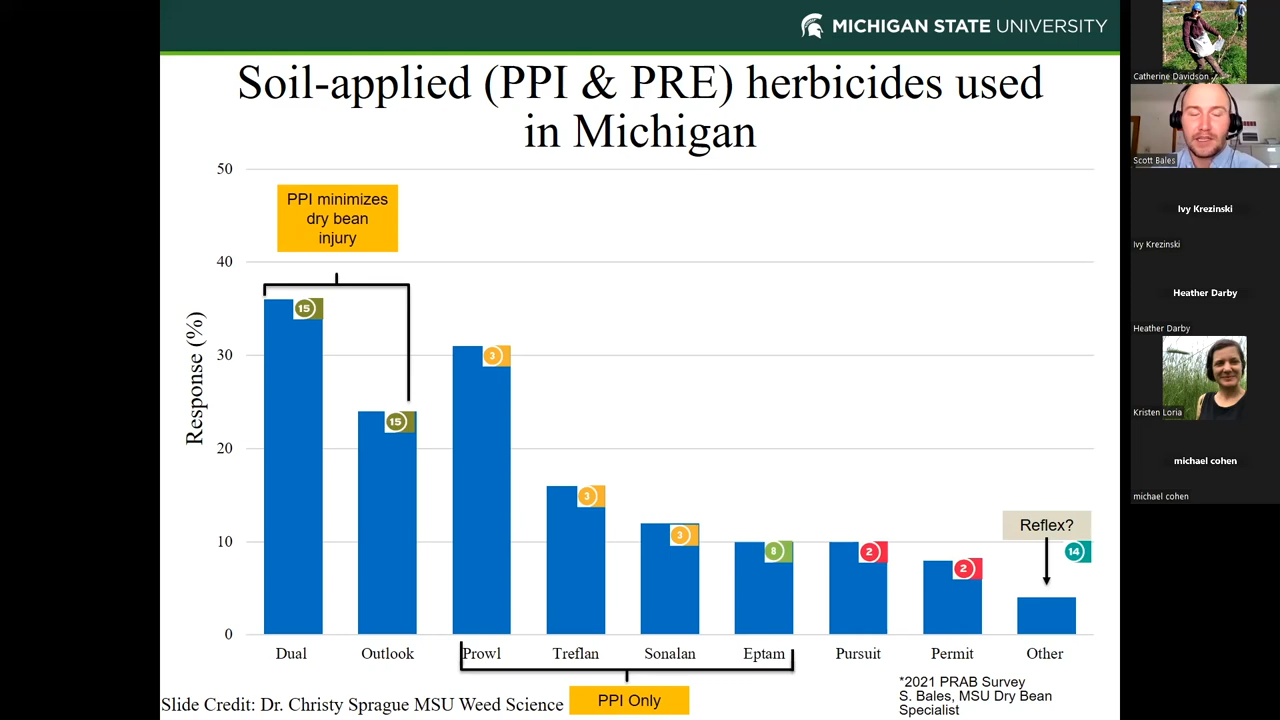 MICHIGAN STATE UNIVERSITY
Soil-applied (PPI & PRE) herbicides used
in Michigan
Response (%)
50
40
30
20
10
0
PPI minimizes
dry bean
injury
15
15
3
3
3
8
2
2
Reflex?
14
Dual
Outlook
Prowl
Treflan
Sonalan
Eptam
Pursuit
Permit
Other
PPI Only
*2021 PRAB Survey
S. Bales, MSU Dry Bean
Specialist
Slide Credit: Dr. Christy Sprague MSU Weed Science
Catherine Davidson
Scott Bales
Ivy Krezinski
Ivy Krezinski
Heather Darby
Heather Darby
Kristen Loria
michael cohen
michael cohen